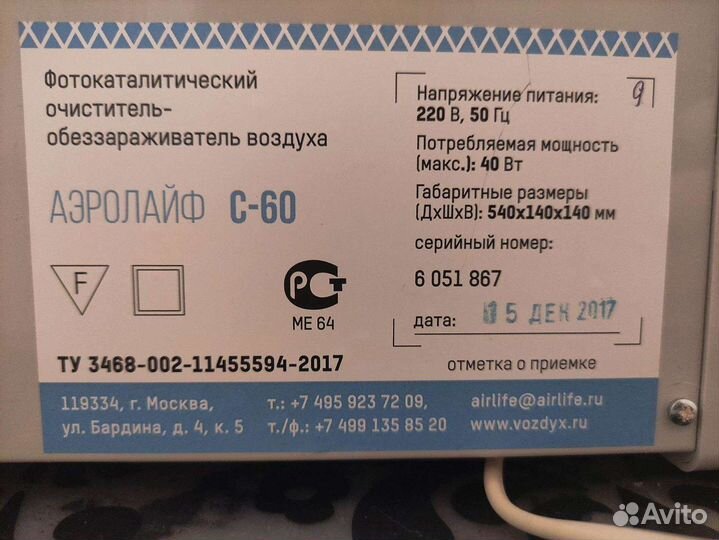 Фотокаталитический
очиститель-
обеззараживатель воздуха
АЭРОЛАЙФ С-60
F
РСТ
МЕ 64
ТУ 3468-002-11455594-2017
9
Напряжение питания:
220 В, 50 Гц
Потребляемая мощность
(макс.): 40 Вт
Габаритные размеры
(ДхШхВ): 540х140х140 мм
серийный номер:
6 051 867
дата: 15 ДЕК 2017
отметка о приемке
119334, г. Москва,
ул. Бардина, д. 4, к. 5
т.: +7 495 923 72 09,
т./ф.: +7 499 135 85 20
airlife@airlife.ru
www.vozdyx.ru
Avito